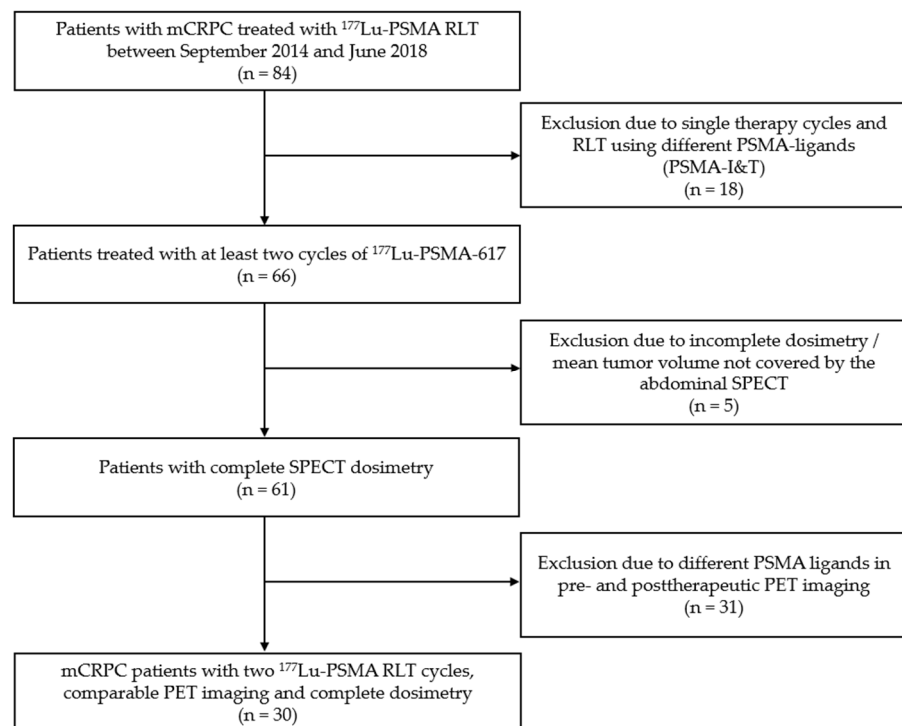 Patients with mCRPC treated with ¹⁷⁷Lu-PSMA RLT
between September 2014 and June 2018
(n = 84)
Exclusion due to single therapy cycles and
RLT using different PSMA-ligands
(PSMA-I&T)
(n = 18)
Patients treated with at least two cycles of ¹⁷⁷Lu-PSMA-617
(n = 66)
Exclusion due to incomplete dosimetry /
mean tumor volume not covered by the
abdominal SPECT
(n = 5)
Patients with complete SPECT dosimetry
(n = 61)
Exclusion due to different PSMA ligands in
pre- and posttherapeutic PET imaging
(n = 31)
mCRPC patients with two ¹⁷⁷Lu-PSMA RLT cycles,
comparable PET imaging and complete dosimetry
(n = 30)